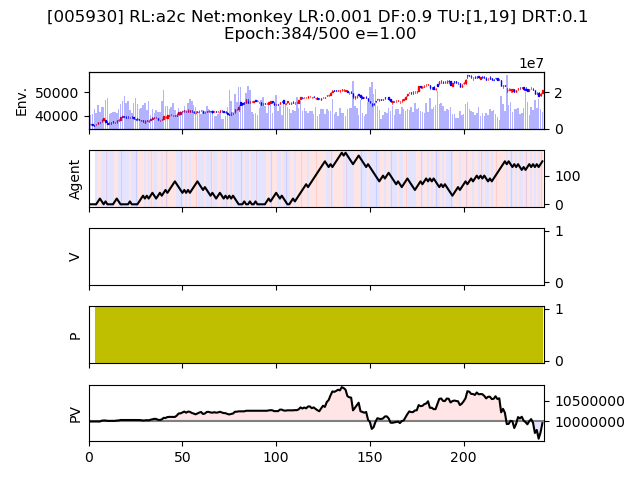 [005930] RL:a2c Net:monkey LR:0.001 DF:0.9 TU:[1,19] DRT:0.1
Epoch:384/500 e=1.00
1e7
Env.
50000
40000
2
0
Agent
100
0
V
1
0
P
1
0
PV
10500000
10000000
0
50
100
150
200